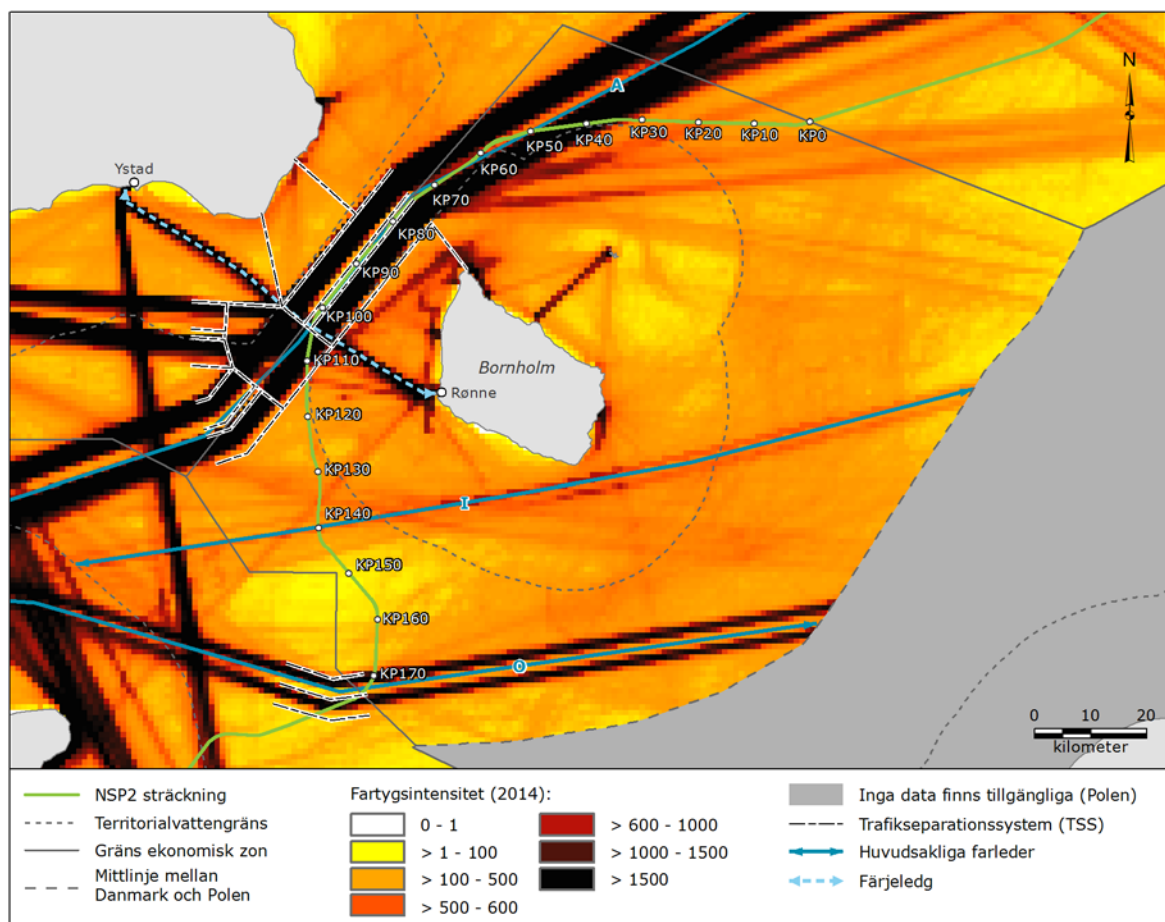 N
A
KP30
KP20
KP10
KP0
KP40
KP50
KP60
Ystad
KP70
KP80
KP90
KP100
KP110
Bornholm
Rønne
KP120
KP130
I
KP140
KP150
KP160
O
KP170
0 10 20
kilometer
NSP2 sträckning
Territorialvattengräns
Gräns ekonomisk zon
Mittlinje mellan
Danmark och Polen
Fartygsintensitet (2014):
0 - 1
> 1 - 100
> 100 - 500
> 500 - 600
> 600 - 1000
> 1000 - 1500
> 1500
Inga data finns tillgängliga (Polen)
Trafikseparationssystem (TSS)
Huvudsakliga farleder
Färjeledg